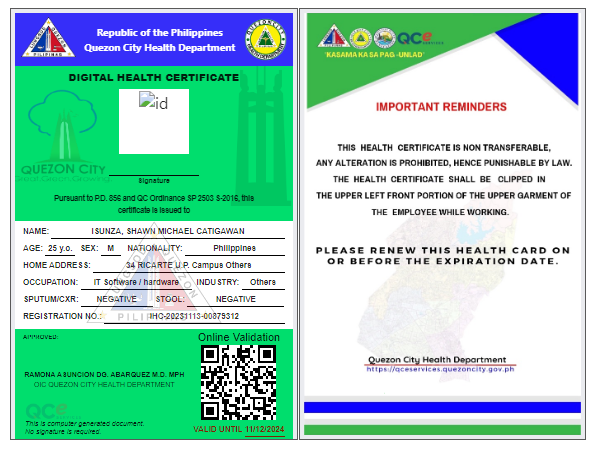 Republic of the Philippines
Quezon City Health Department
DIGITAL HEALTH CERTIFICATE
id
QUEZON CITY
Signature
Pursuant to P.D. 856 and QC Ordinance SP 2503 S-2016, this
certificate is issued to
NAME: ISUNZA, SHAWN MICHAEL CATIGAWAN
AGE: 25 y.o. SEX: M NATIONALITY: Philippines
HOME ADDRESS: 34 RICARTE U.P. Campus Others
OCCUPATION: IT Software / hardware INDUSTRY: Others
SPUTUM/CXR: NEGATIVE STOOL: NEGATIVE
REGISTRATION NO.: IHC-20231113-00879312
APPROVED:
Online Validation
RAMONA ASUNCION DG. ABARQUEZ M.D. MPH
OIC QUEZON CITY HEALTH DEPARTMENT
QCe
SERVICES
This is computer generated document.
No signature is required.
VALID UNTIL 11/12/2024
QCe
SERVICES
"KASAMA KA SA PAG -UNLAD"
IMPORTANT REMINDERS
THIS HEALTH CERTIFICATE IS NON TRANSFERABLE,
ANY ALTERATION IS PROHIBITED, HENCE PUNISHABLE BY LAW.
THE HEALTH CERTIFICATE SHALL BE CLIPPED IN
THE UPPER LEFT FRONT PORTION OF THE UPPER GARMENT OF
THE EMPLOYEE WHILE WORKING.
PLEASE RENEW THIS HEALTH CARD ON
OR BEFORE THE EXPIRATION DATE.
Quezon City Health Department
https://qceservices.quezoncity.gov.ph